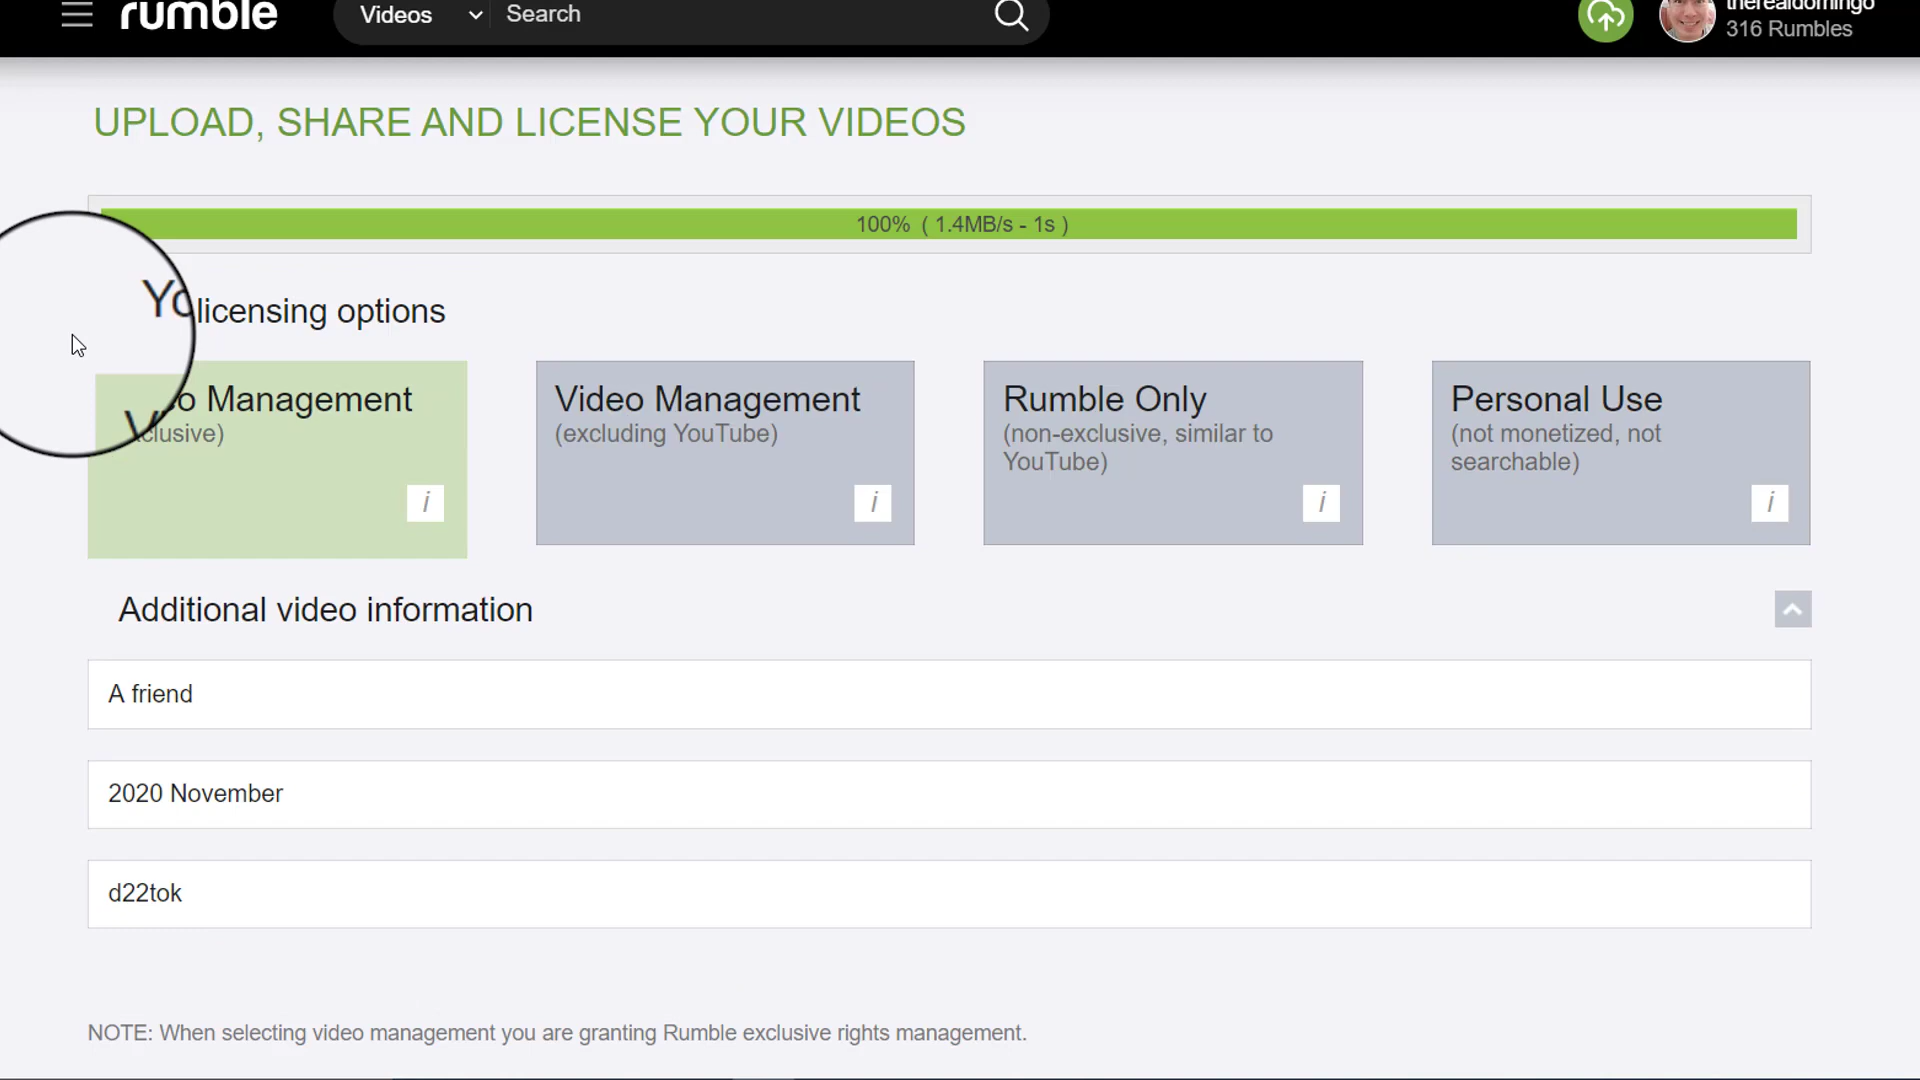 rumble
Videos
Search
therealdomingo
316 Rumbles
UPLOAD, SHARE AND LICENSE YOUR VIDEOS
100% ( 1.4MB/s - 1s )
licensing options
Management
Video Management
(excluding YouTube)
i
Rumble Only
(non-exclusive, similar to
YouTube)
i
Personal Use
(not monetized, not
searchable)
i
i
Additional video information
A friend
2020 November
d22tok
NOTE: When selecting video management you are granting Rumble exclusive rights management.